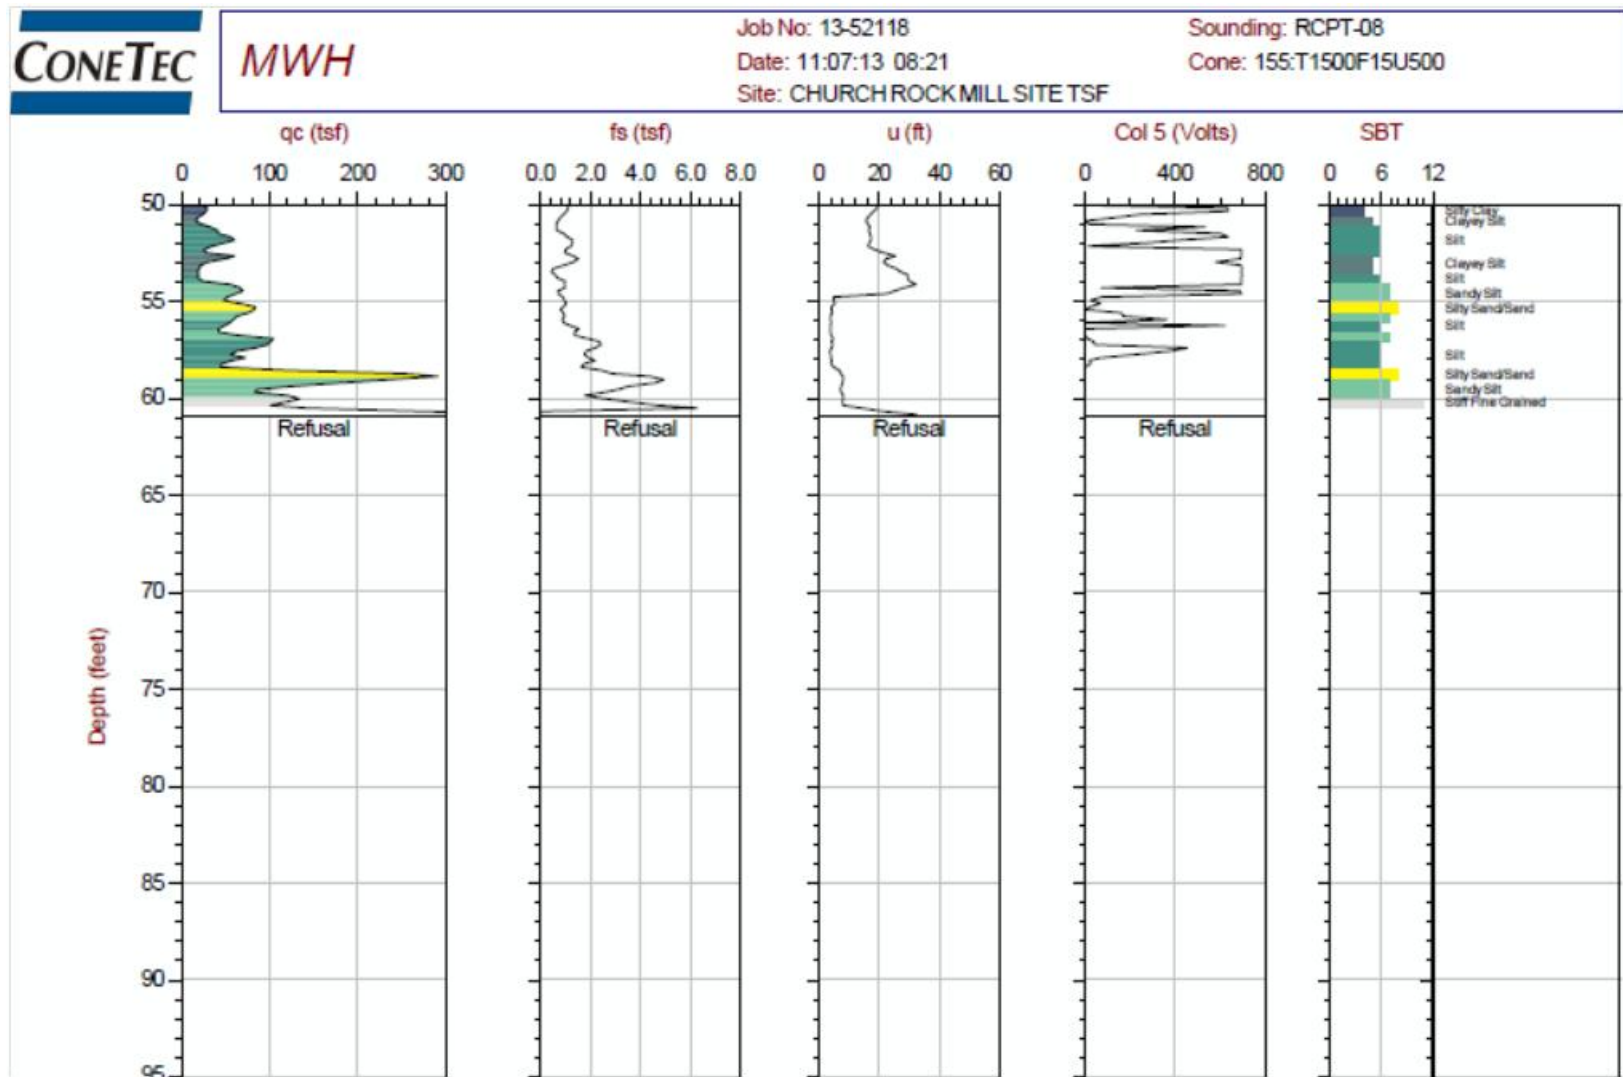 CONETEC
MWH
Job No: 13-52118
Date: 11:07:13 08:21
Site: CHURCH ROCK MILL SITE TSF
Sounding: RCPT-08
Cone: 155:T1500F15U500
qc (tsf) fs (tsf) u (ft) Col 5 (Volts) SBT
0 100 200 300 0.0 2.0 4.0 6.0 8.0 0 20 40 60 0 400 800 0 6 12
50
Silty Clay
Clayey Silt
Silt
Clayey Silt
Silt
Sandy Silt
55
Silty Sand/Sand
Silt
Silt
Silty Sand/Sand
Sandy Silt
60
Stiff Fine Grained
Refusal Refusal Refusal Refusal
65
70
Depth (feet)
75
80
85
90
95